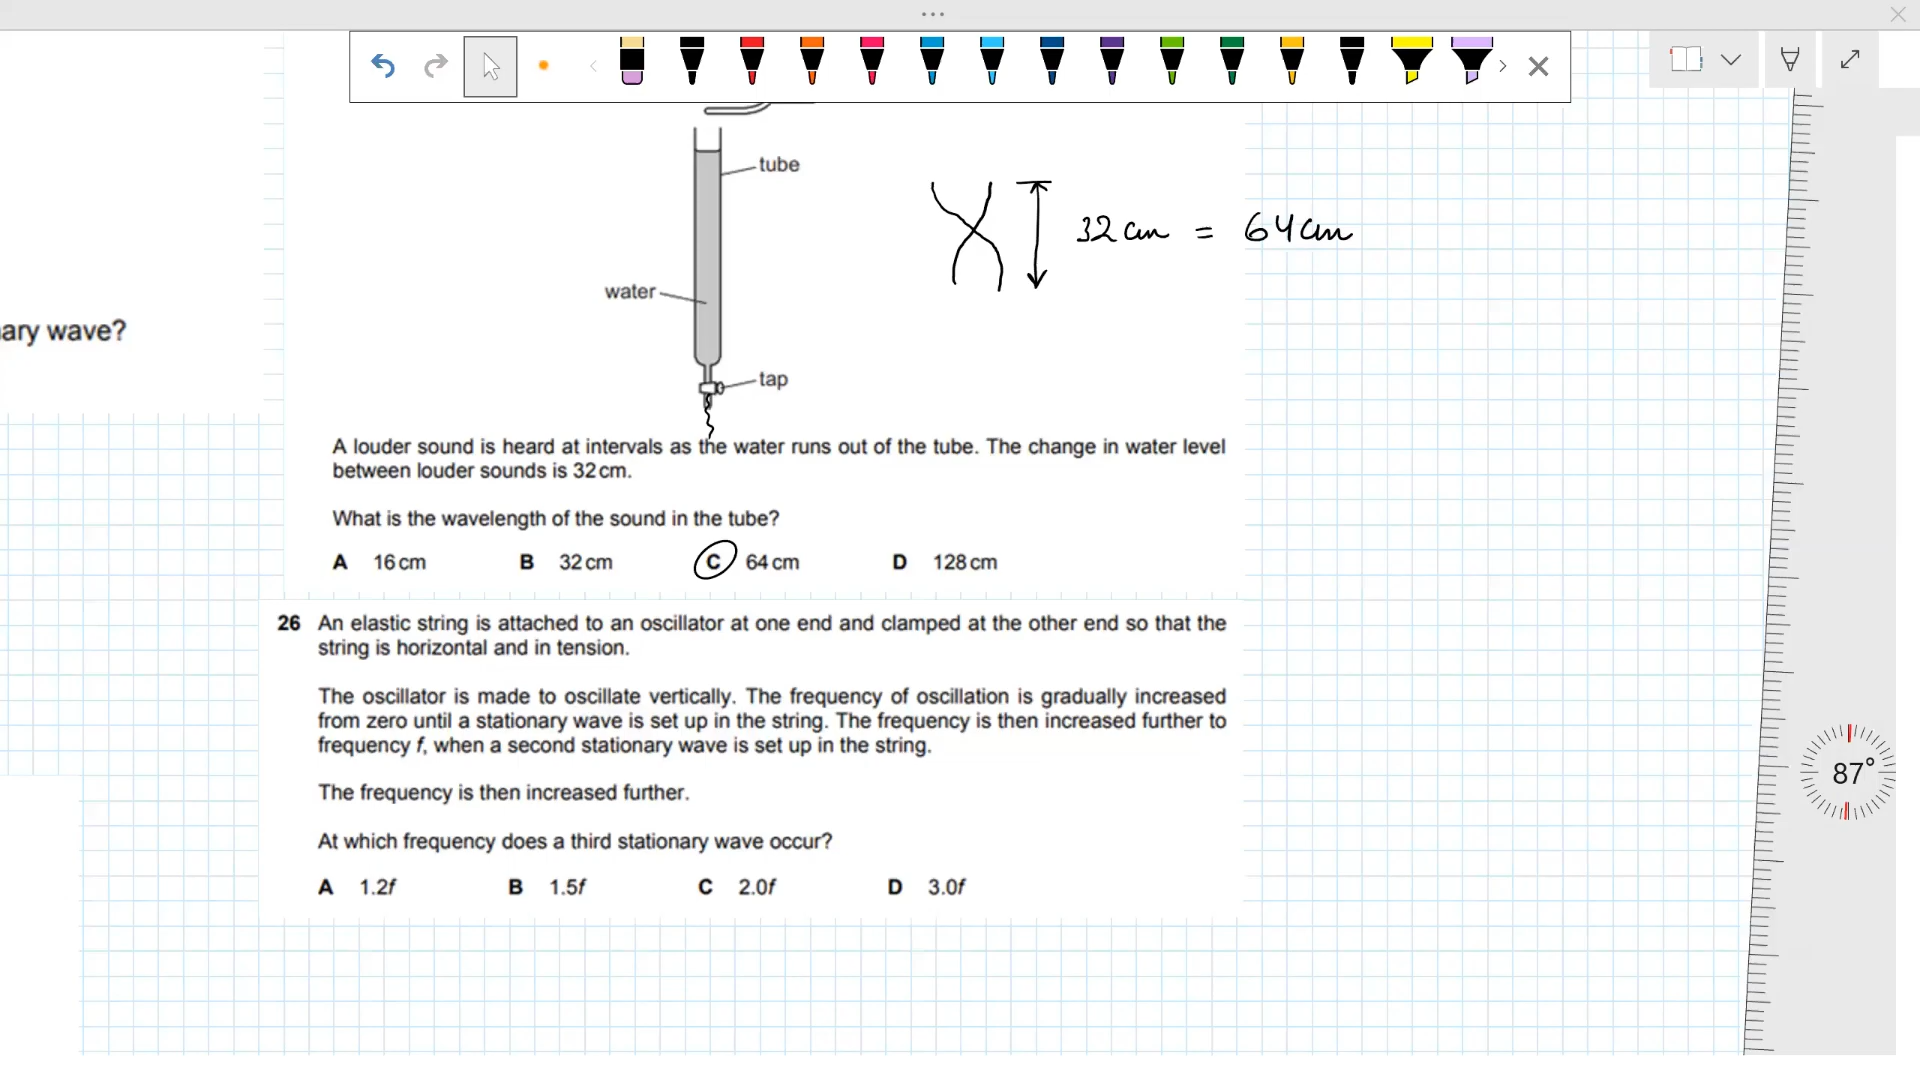 tube
32 cm = 64 cm
water
ary wave?
tap
A louder sound is heard at intervals as the water runs out of the tube. The change in water level
between louder sounds is 32 cm.
What is the wavelength of the sound in the tube?
A 16 cm B 32 cm C 64 cm D 128 cm
26 An elastic string is attached to an oscillator at one end and clamped at the other end so that the
string is horizontal and in tension.
The oscillator is made to oscillate vertically. The frequency of oscillation is gradually increased
from zero until a stationary wave is set up in the string. The frequency is then increased further to
frequency f, when a second stationary wave is set up in the string.
The frequency is then increased further.
At which frequency does a third stationary wave occur?
A 1.2f B 1.5f C 2.0f D 3.0f
87°